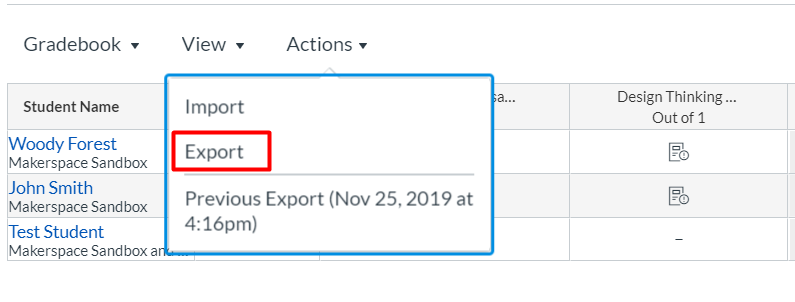 Gradebook View Actions
Student Name sa... Design Thinking ...
Out of 1
Import
Export
Previous Export (Nov 25, 2019 at
4:16pm)
Woody Forest
Makerspace Sandbox
John Smith
Makerspace Sandbox
Test Student
Makerspace Sandbox and ...
–